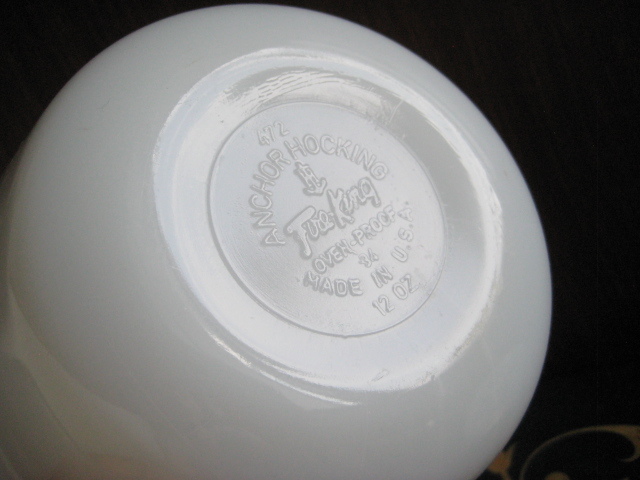 472
ANCHOR HOCKING
Fire-King
OVEN-PROOF
34
MADE IN U.S.A.
12 OZ